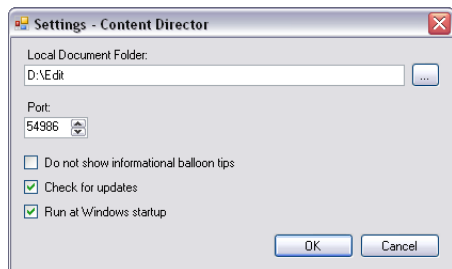 Settings - Content Director
Local Document Folder:
D:\Edit
...
Port:
54986
Do not show informational balloon tips
Check for updates
Run at Windows startup
OK Cancel